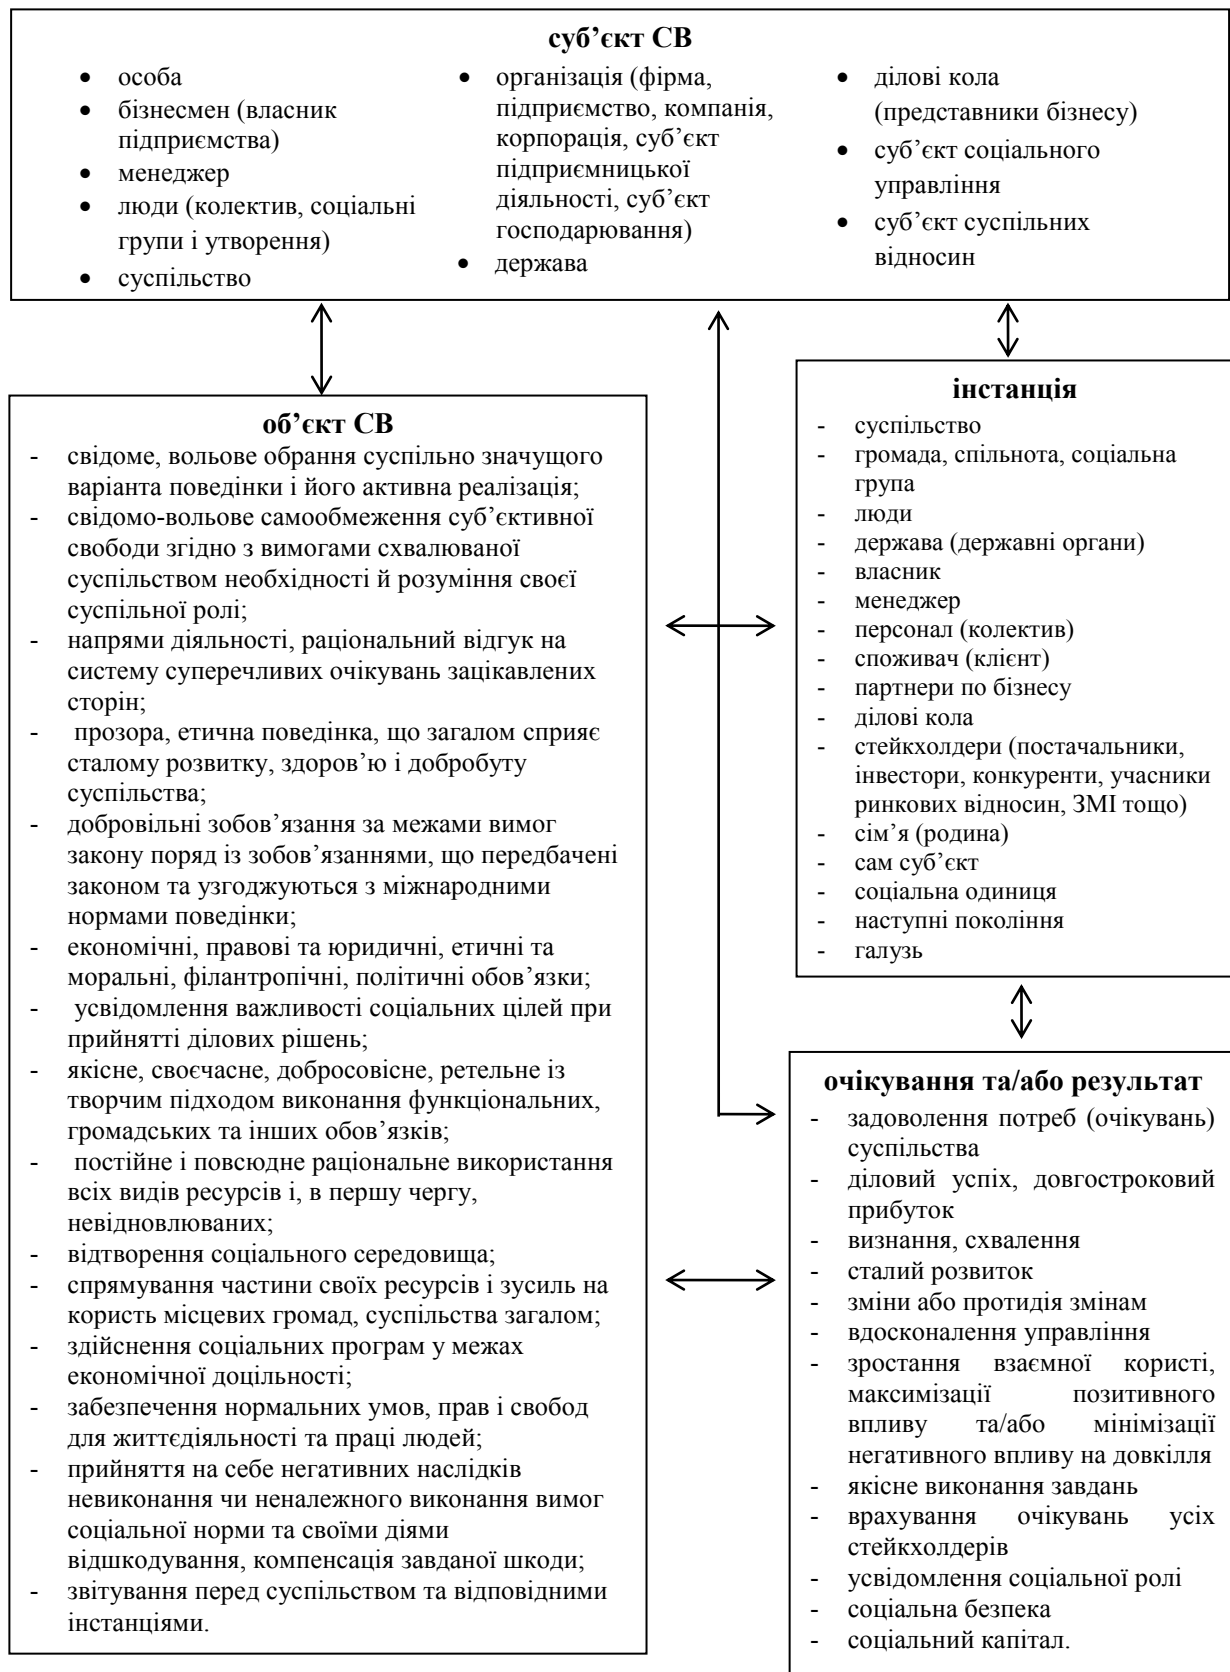 суб’єкт СВ
• особа
• бізнесмен (власник
підприємства)
• менеджер
• люди (колектив, соціальні
групи і утворення)
• суспільство
• організація (фірма,
підприємство, компанія,
корпорація, суб’єкт
підприємницької
діяльності, суб’єкт
господарювання)
• держава
• ділові кола
(представники бізнесу)
• суб’єкт соціального
управління
• суб’єкт суспільних
відносин
об’єкт СВ
- свідоме, вольове обрання суспільно значущого
варіанта поведінки і його активна реалізація;
- свідомо-вольове самообмеження суб’єктивної
свободи згідно з вимогами схвалюваної
суспільством необхідності й розуміння своєї
суспільної ролі;
- напрями діяльності, раціональний відгук на
систему суперечливих очікувань зацікавлених
сторін;
- прозора, етична поведінка, що загалом сприяє
сталому розвитку, здоров’ю і добробуту
суспільства;
- добровільні зобов’язання за межами вимог
закону поряд із зобов’язаннями, що передбачені
законом та узгоджуються з міжнародними
нормами поведінки;
- економічні, правові та юридичні, етичні та
моральні, філантропічні, політичні обов’язки;
- усвідомлення важливості соціальних цілей при
прийнятті ділових рішень;
- якісне, своєчасне, добросовісне, ретельне із
творчим підходом виконання функціональних,
громадських та інших обов’язків;
- постійне і повсюдне раціональне використання
всіх видів ресурсів і, в першу чергу,
невідновлюваних;
- відтворення соціального середовища;
- спрямування частини своїх ресурсів і зусиль на
користь місцевих громад, суспільства загалом;
- здійснення соціальних програм у межах
економічної доцільності;
- забезпечення нормальних умов, прав і свобод
для життєдіяльності та праці людей;
- прийняття на себе негативних наслідків
невиконання чи неналежного виконання вимог
соціальної норми та своїми діями
відшкодування, компенсація завданої шкоди;
- звітування перед суспільством та відповідними
інстанціями.
інстанція
- суспільство
- громада, спільнота, соціальна
група
- люди
- держава (державні органи)
- власник
- менеджер
- персонал (колектив)
- споживач (клієнт)
- партнери по бізнесу
- ділові кола
- стейкхолдери (постачальники,
інвестори, конкуренти, учасники
ринкових відносин, ЗМІ тощо)
- сім’я (родина)
- сам суб’єкт
- соціальна одиниця
- наступні покоління
- галузь
очікування та/або результат
- задоволення потреб (очікувань)
суспільства
- діловий успіх, довгостроковий
прибуток
- визнання, схвалення
- сталий розвиток
- зміни або протидія змінам
- вдосконалення управління
- зростання взаємної користі,
максимізації позитивного
впливу та/або мінімізації
негативного впливу на довкілля
- якісне виконання завдань
- врахування очікувань усіх
стейкхолдерів
- усвідомлення соціальної ролі
- соціальна безпека
- соціальний капітал.